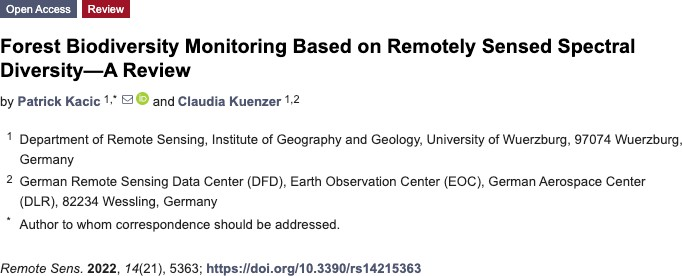 Open Access Review
Forest Biodiversity Monitoring Based on Remotely Sensed Spectral
Diversity—A Review
by Patrick Kacic 1,* and Claudia Kuenzer 1,2
1 Department of Remote Sensing, Institute of Geography and Geology, University of Wuerzburg, 97074 Wuerzburg,
Germany
2 German Remote Sensing Data Center (DFD), Earth Observation Center (EOC), German Aerospace Center
(DLR), 82234 Wessling, Germany
* Author to whom correspondence should be addressed.
Remote Sens. 2022, 14(21), 5363; https://doi.org/10.3390/rs14215363